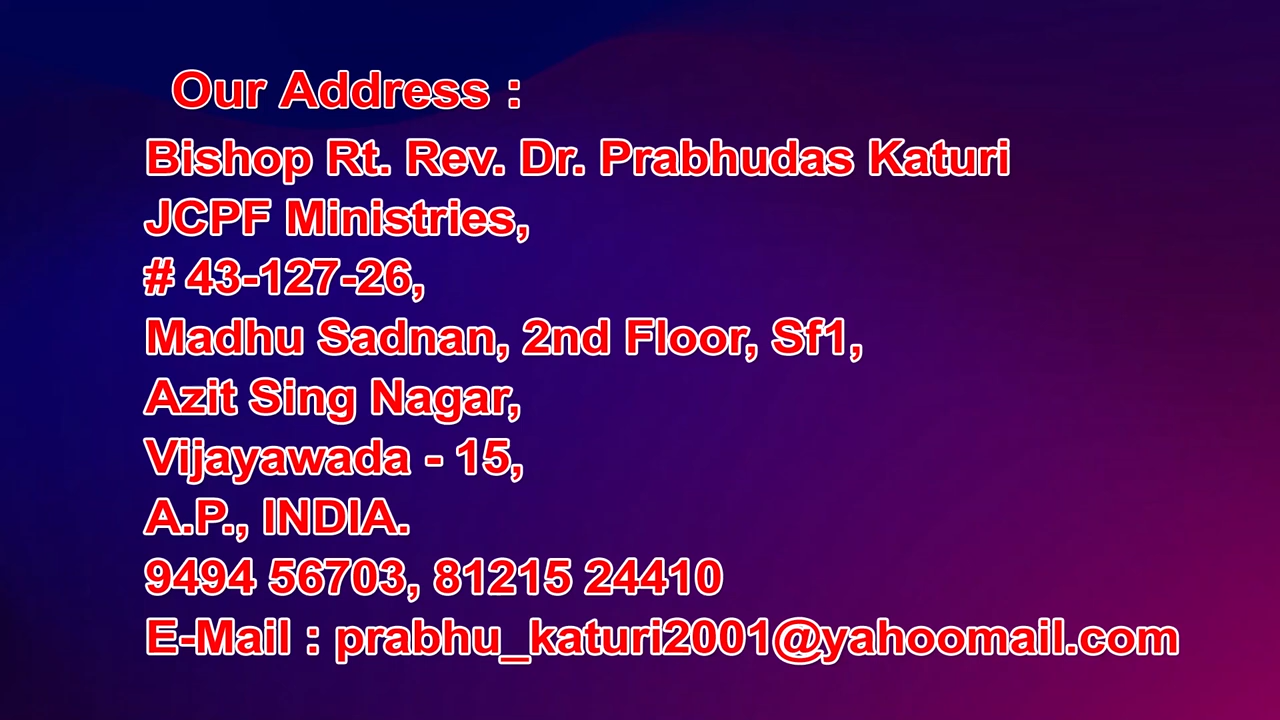 Our Address :
Bishop Rt. Rev. Dr. Prabhudas Katuri
JCPF Ministries,
# 43-127-26,
Madhu Sadnan, 2nd Floor, Sf1,
Azit Sing Nagar,
Vijayawada - 15,
A.P., INDIA.
9494 56703, 81215 24410
E-Mail : prabhu_katuri2001@yahoomail.com